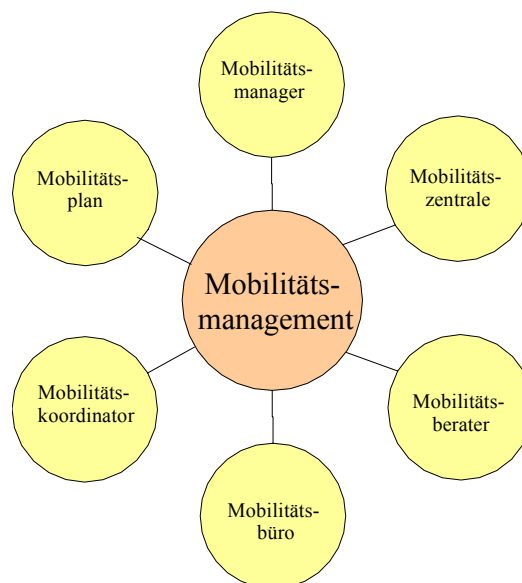 Mobilitäts-
manager
Mobilitäts-
plan
Mobilitäts-
zentrale
Mobilitäts-
management
Mobilitäts-
koordinator
Mobilitäts-
berater
Mobilitäts-
büro